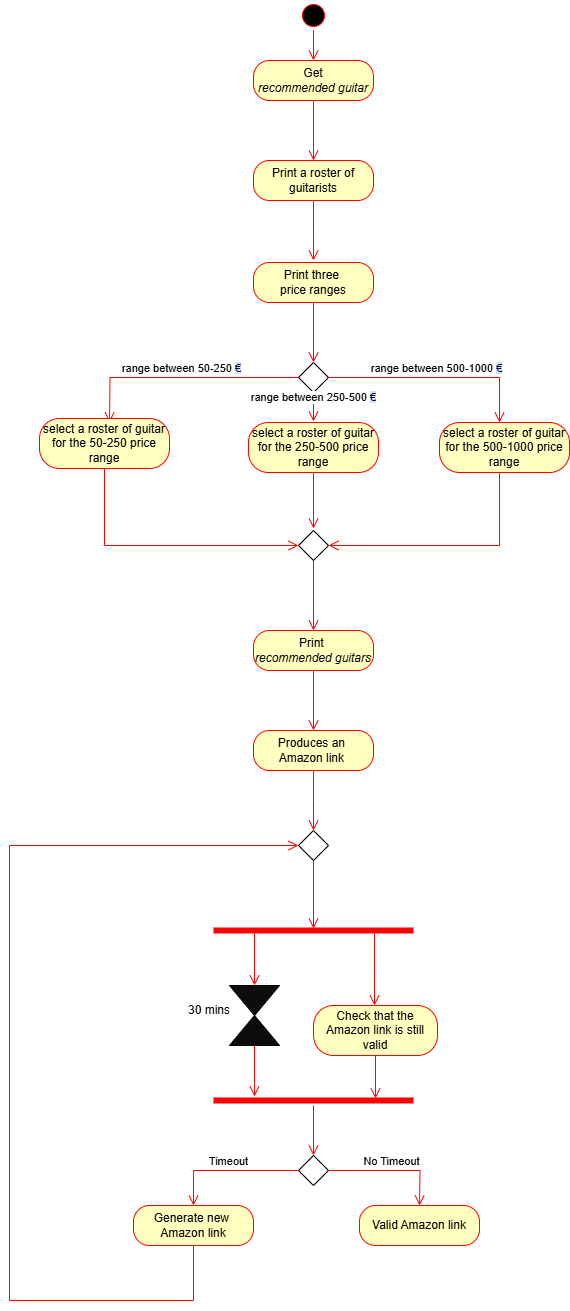 Get
recommended guitar
Print a roster of
guitarists
Print three
price ranges
range between 50-250 €
range between 500-1000 €
range between 250-500 €
select a roster of guitar
for the 50-250 price
range
select a roster of guitar
for the 250-500 price
range
select a roster of guitar
for the 500-1000 price
range
Print
recommended guitars
Produces an
Amazon link
30 mins
Check that the
Amazon link is still
valid
Timeout
No Timeout
Generate new
Amazon link
Valid Amazon link